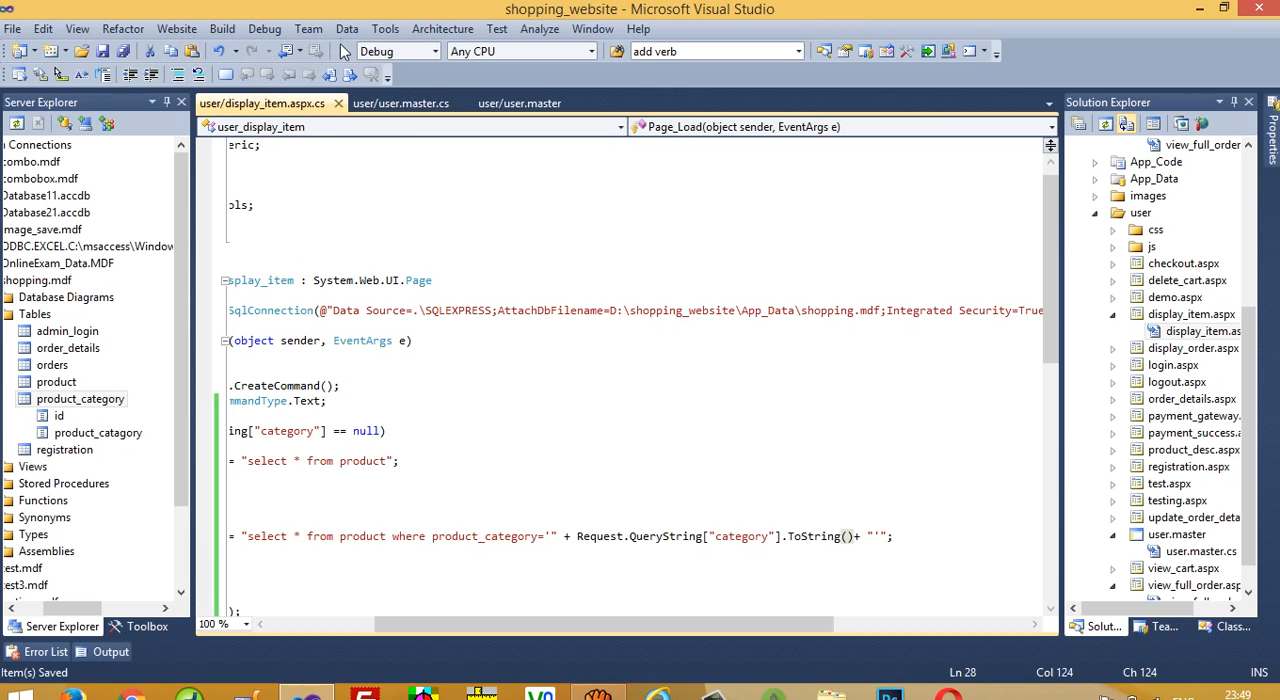 shopping_website - Microsoft Visual Studio
File Edit View Refactor Website Build Debug Team Data Tools Architecture Test Analyze Window Help
Debug Any CPU add verb
Server Explorer
user/display_item.aspx.cs user/user.master.cs user/user.master
Solution Explorer
user_display_item Page_Load(object sender, EventArgs e)
a Connections
combo.mdf
combobox.mdf
Database11.accdb
Database21.accdb
mage_save.mdf
ODBC.EXCEL.C:\msaccess\Window
OnlineExam_Data.MDF
shopping.mdf
Database Diagrams
Tables
admin_login
order_details
orders
product
product_category
id
product_catagory
registration
Views
Stored Procedures
Functions
Synonyms
Types
Assemblies
test.mdf
test3.mdf
Server Explorer Toolbox
eric;
ols;
splay_item : System.Web.UI.Page
SqlConnection(@"Data Source=.\SQLEXPRESS;AttachDbFilename=D:\shopping_website\App_Data\shopping.mdf;Integrated Security=True
(object sender, EventArgs e)
.CreateCommand();
mmandType.Text;
ing["category"] == null)
= "select * from product";
= "select * from product where product_category='" + Request.QueryString["category"].ToString()+ "'";
);
100 %
view_full_order
App_Code
App_Data
images
user
css
js
checkout.aspx
delete_cart.aspx
demo.aspx
display_item.aspx
display_item.as
display_order.aspx
login.aspx
logout.aspx
order_details.aspx
payment_gateway.
payment_success.a
product_desc.aspx
registration.aspx
test.aspx
testing.aspx
update_order_deta
user.master
user.master.cs
view_cart.aspx
view_full_order.asp
Solut... Tea... Class...
Properties
Error List Output
Item(s) Saved Ln 28 Col 124 Ch 124 INS
23:49